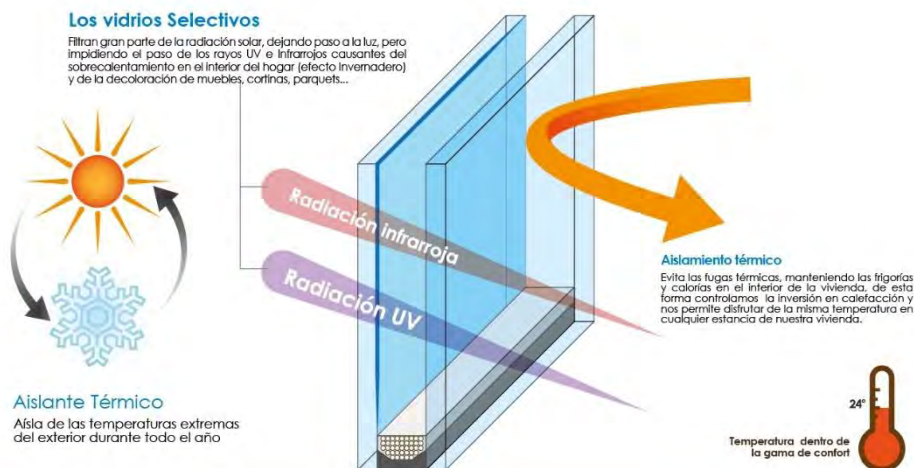 Los vidrios Selectivos
Filtran gran parte de la radiación solar, dejando paso a la luz, pero
impidiendo el paso de los rayos UV e Infrarrojos causantes del
sobrecalentamiento en el interior del hogar (efecto Invernadero)
y de la decoloración de muebles, cortinas, parquets...
Radiación infrarroja
Radiación UV
Aislamiento térmico
Evita las fugas térmicas, manteniendo las frigorías
y calorías en el interior de la vivienda, de esta
forma controlamos la inversión en calefacción y
nos permite disfrutar de la misma temperatura en
cualquier estancia de nuestra vivienda.
Aislante Térmico
Aísla de las temperaturas extremas
del exterior durante todo el año
24º
Temperatura dentro de
la gama de confort